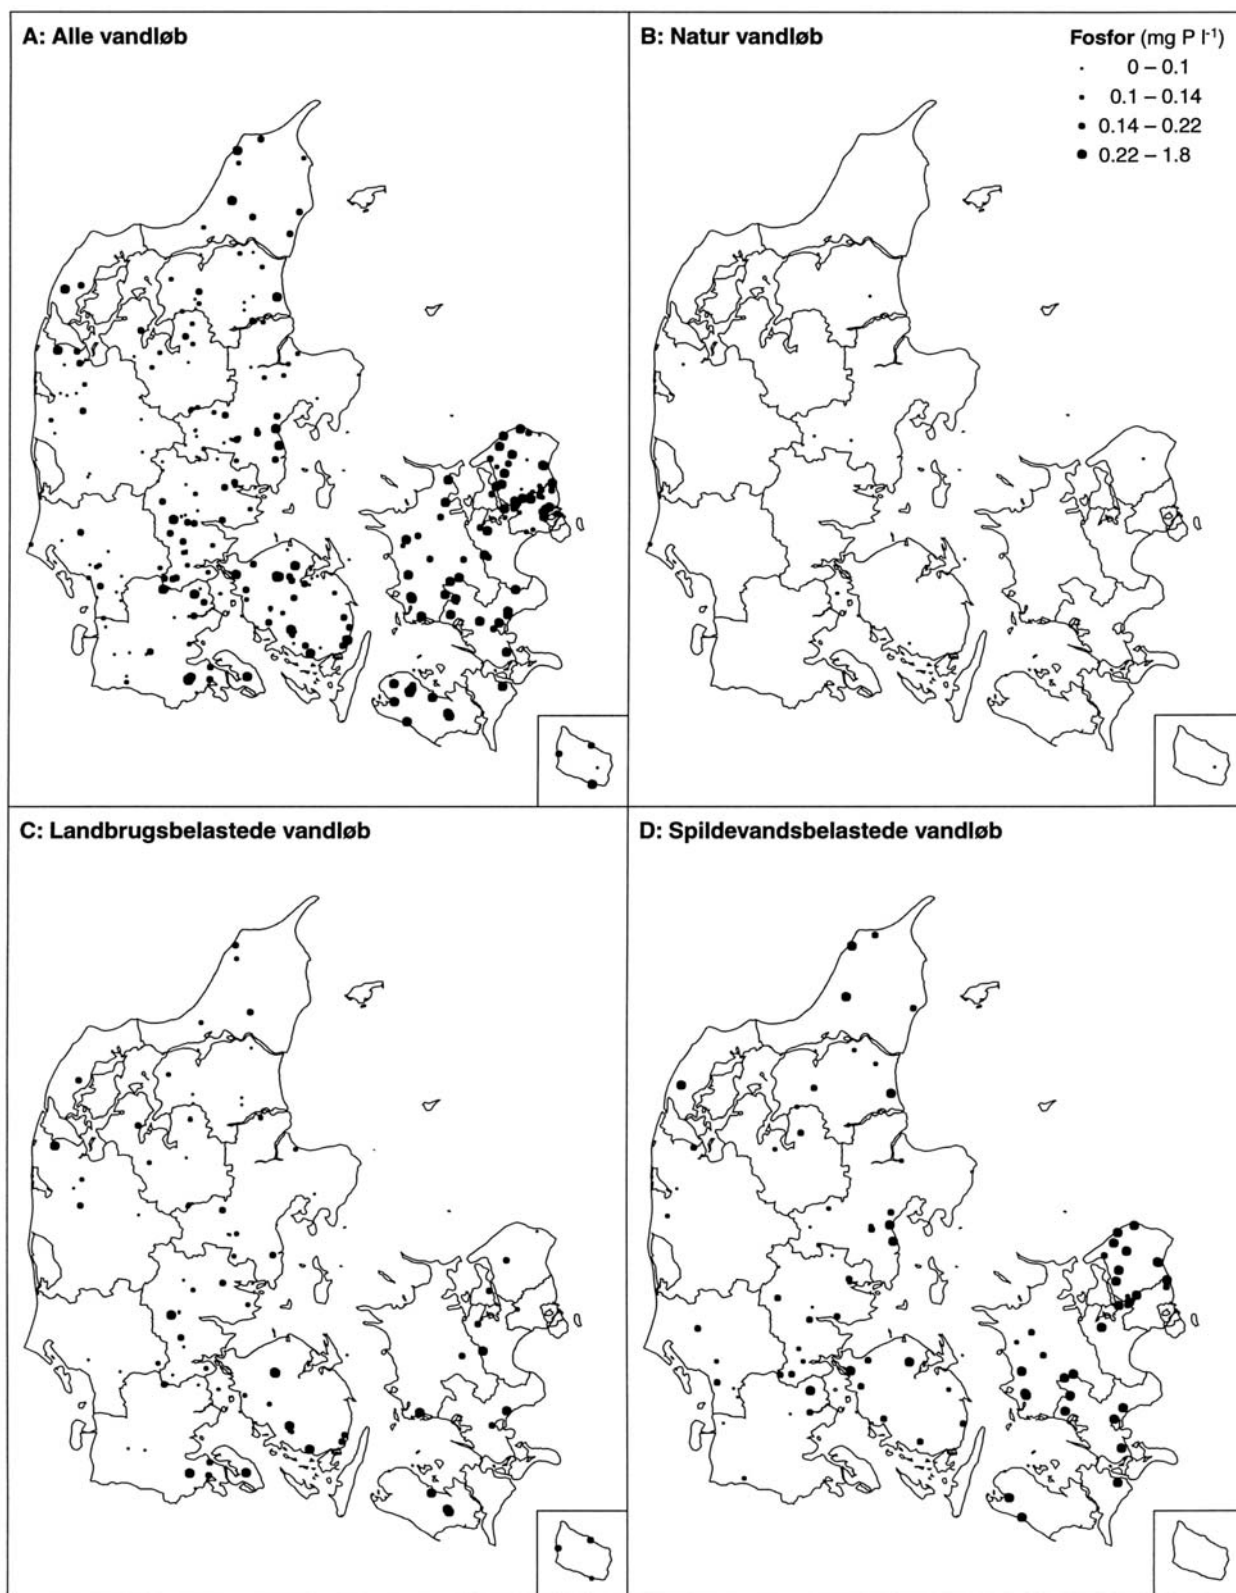 A: Alle vandløb
B: Natur vandløb
Fosfor (mg P l-1)
0 – 0.1
0.1 – 0.14
0.14 – 0.22
0.22 – 1.8
C: Landbrugsbelastede vandløb
D: Spildevandsbelastede vandløb